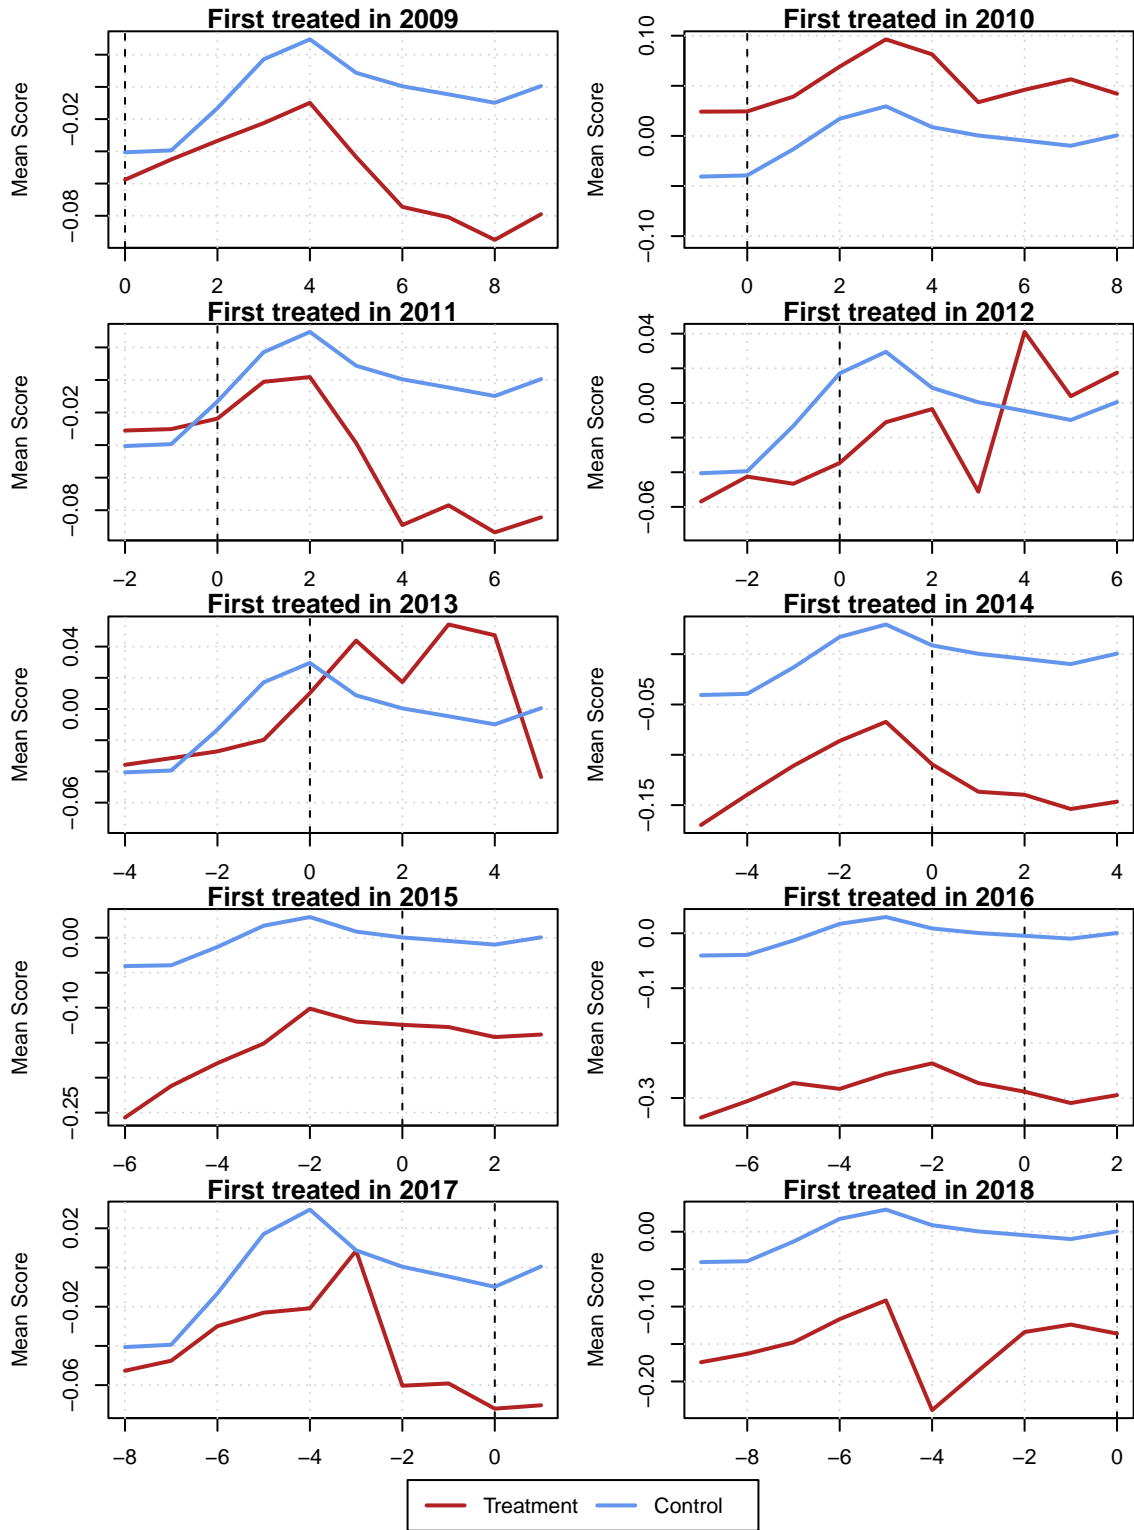 First treated in 2009
Mean Score
−0.02
−0.08
0 2 4 6 8
First treated in 2010
Mean Score
0.10
0.00
−0.10
0 2 4 6 8
First treated in 2011
Mean Score
−0.02
−0.08
−2 0 2 4 6
First treated in 2012
Mean Score
0.04
0.00
−0.06
−2 0 2 4 6
First treated in 2013
Mean Score
0.04
0.00
−0.06
−4 −2 0 2 4
First treated in 2014
Mean Score
−0.05
−0.15
−4 −2 0 2 4
First treated in 2015
Mean Score
0.00
−0.10
−0.25
−6 −4 −2 0 2
First treated in 2016
Mean Score
0.0
−0.1
−0.3
−6 −4 −2 0 2
First treated in 2017
Mean Score
0.02
−0.02
−0.06
−8 −6 −4 −2 0
First treated in 2018
Mean Score
0.00
−0.10
−0.20
−8 −6 −4 −2 0
Treatment Control